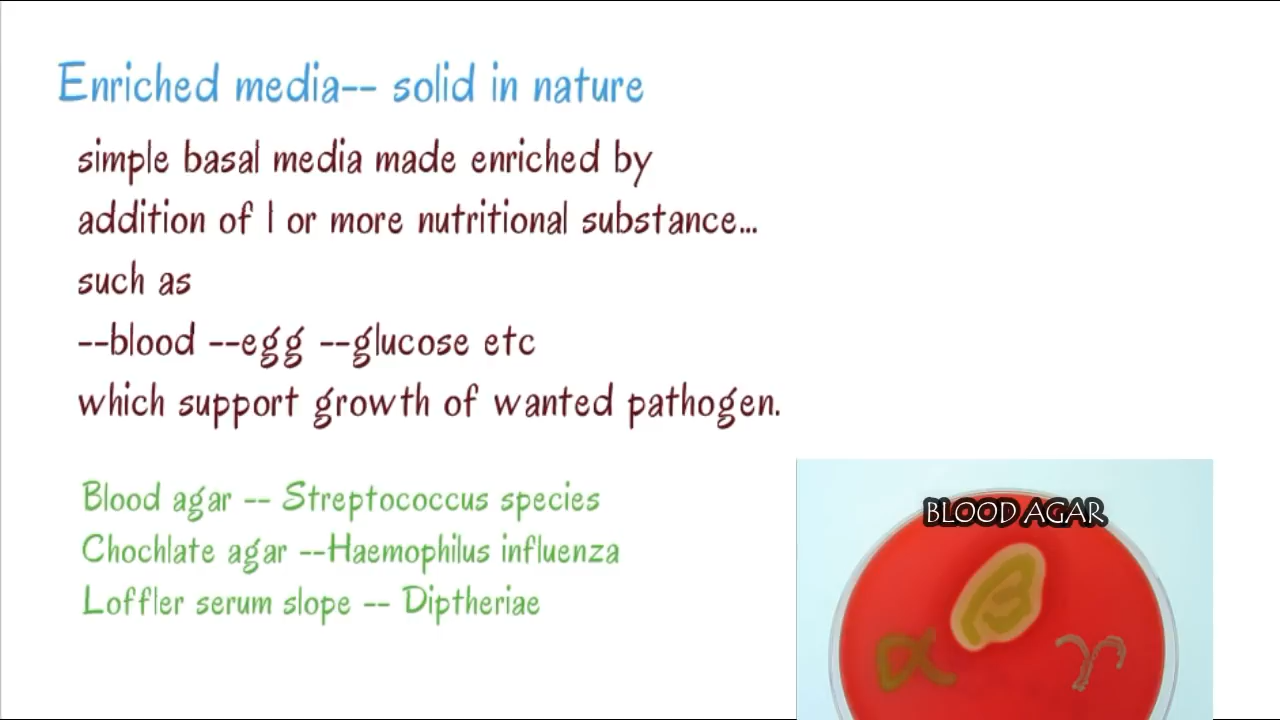 Enriched media-- solid in nature
simple basal media made enriched by
addition of 1 or more nutritional substance...
such as
--blood --egg --glucose etc
which support growth of wanted pathogen.
Blood agar -- Streptococcus species
Chochlate agar --Haemophilus influenza
Loffler serum slope -- Diptheriae
BLOOD AGAR
β
α γ